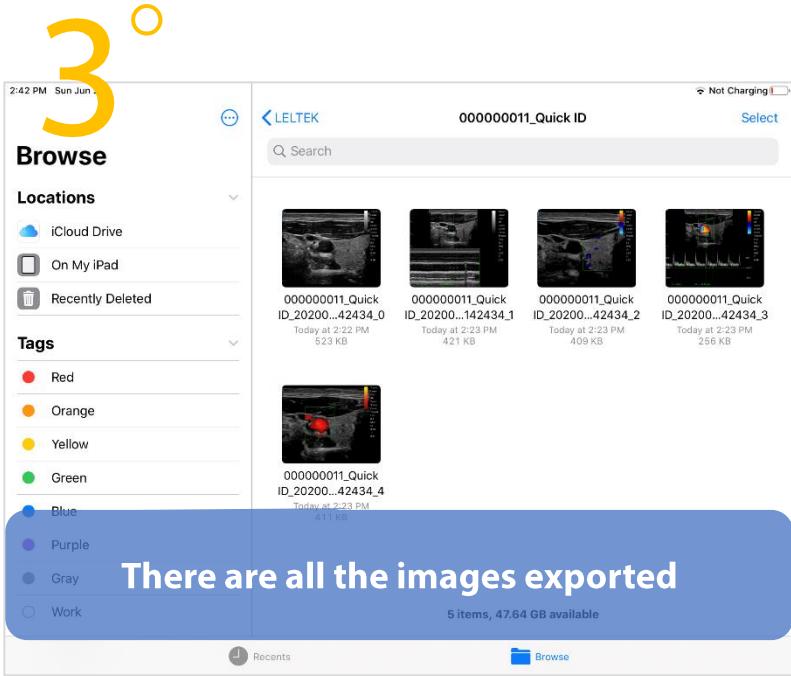 3°
2:42 PM Sun Jun
Not Charging
LELTEK
000000011_Quick ID
Select
Browse
Search
Locations
iCloud Drive
On My iPad
Recently Deleted
Tags
Red
Orange
Yellow
Green
Blue
Purple
Gray
Work
000000011_Quick
ID_20200...42434_0
Today at 2:22 PM
523 KB
000000011_Quick
ID_20200...142434_1
Today at 2:23 PM
421 KB
000000011_Quick
ID_20200...42434_2
Today at 2:23 PM
409 KB
000000011_Quick
ID_20200...42434_3
Today at 2:23 PM
256 KB
000000011_Quick
ID_20200...42434_4
Today at 2:23 PM
411 KB
There are all the images exported
5 items, 47.64 GB available
Recents
Browse